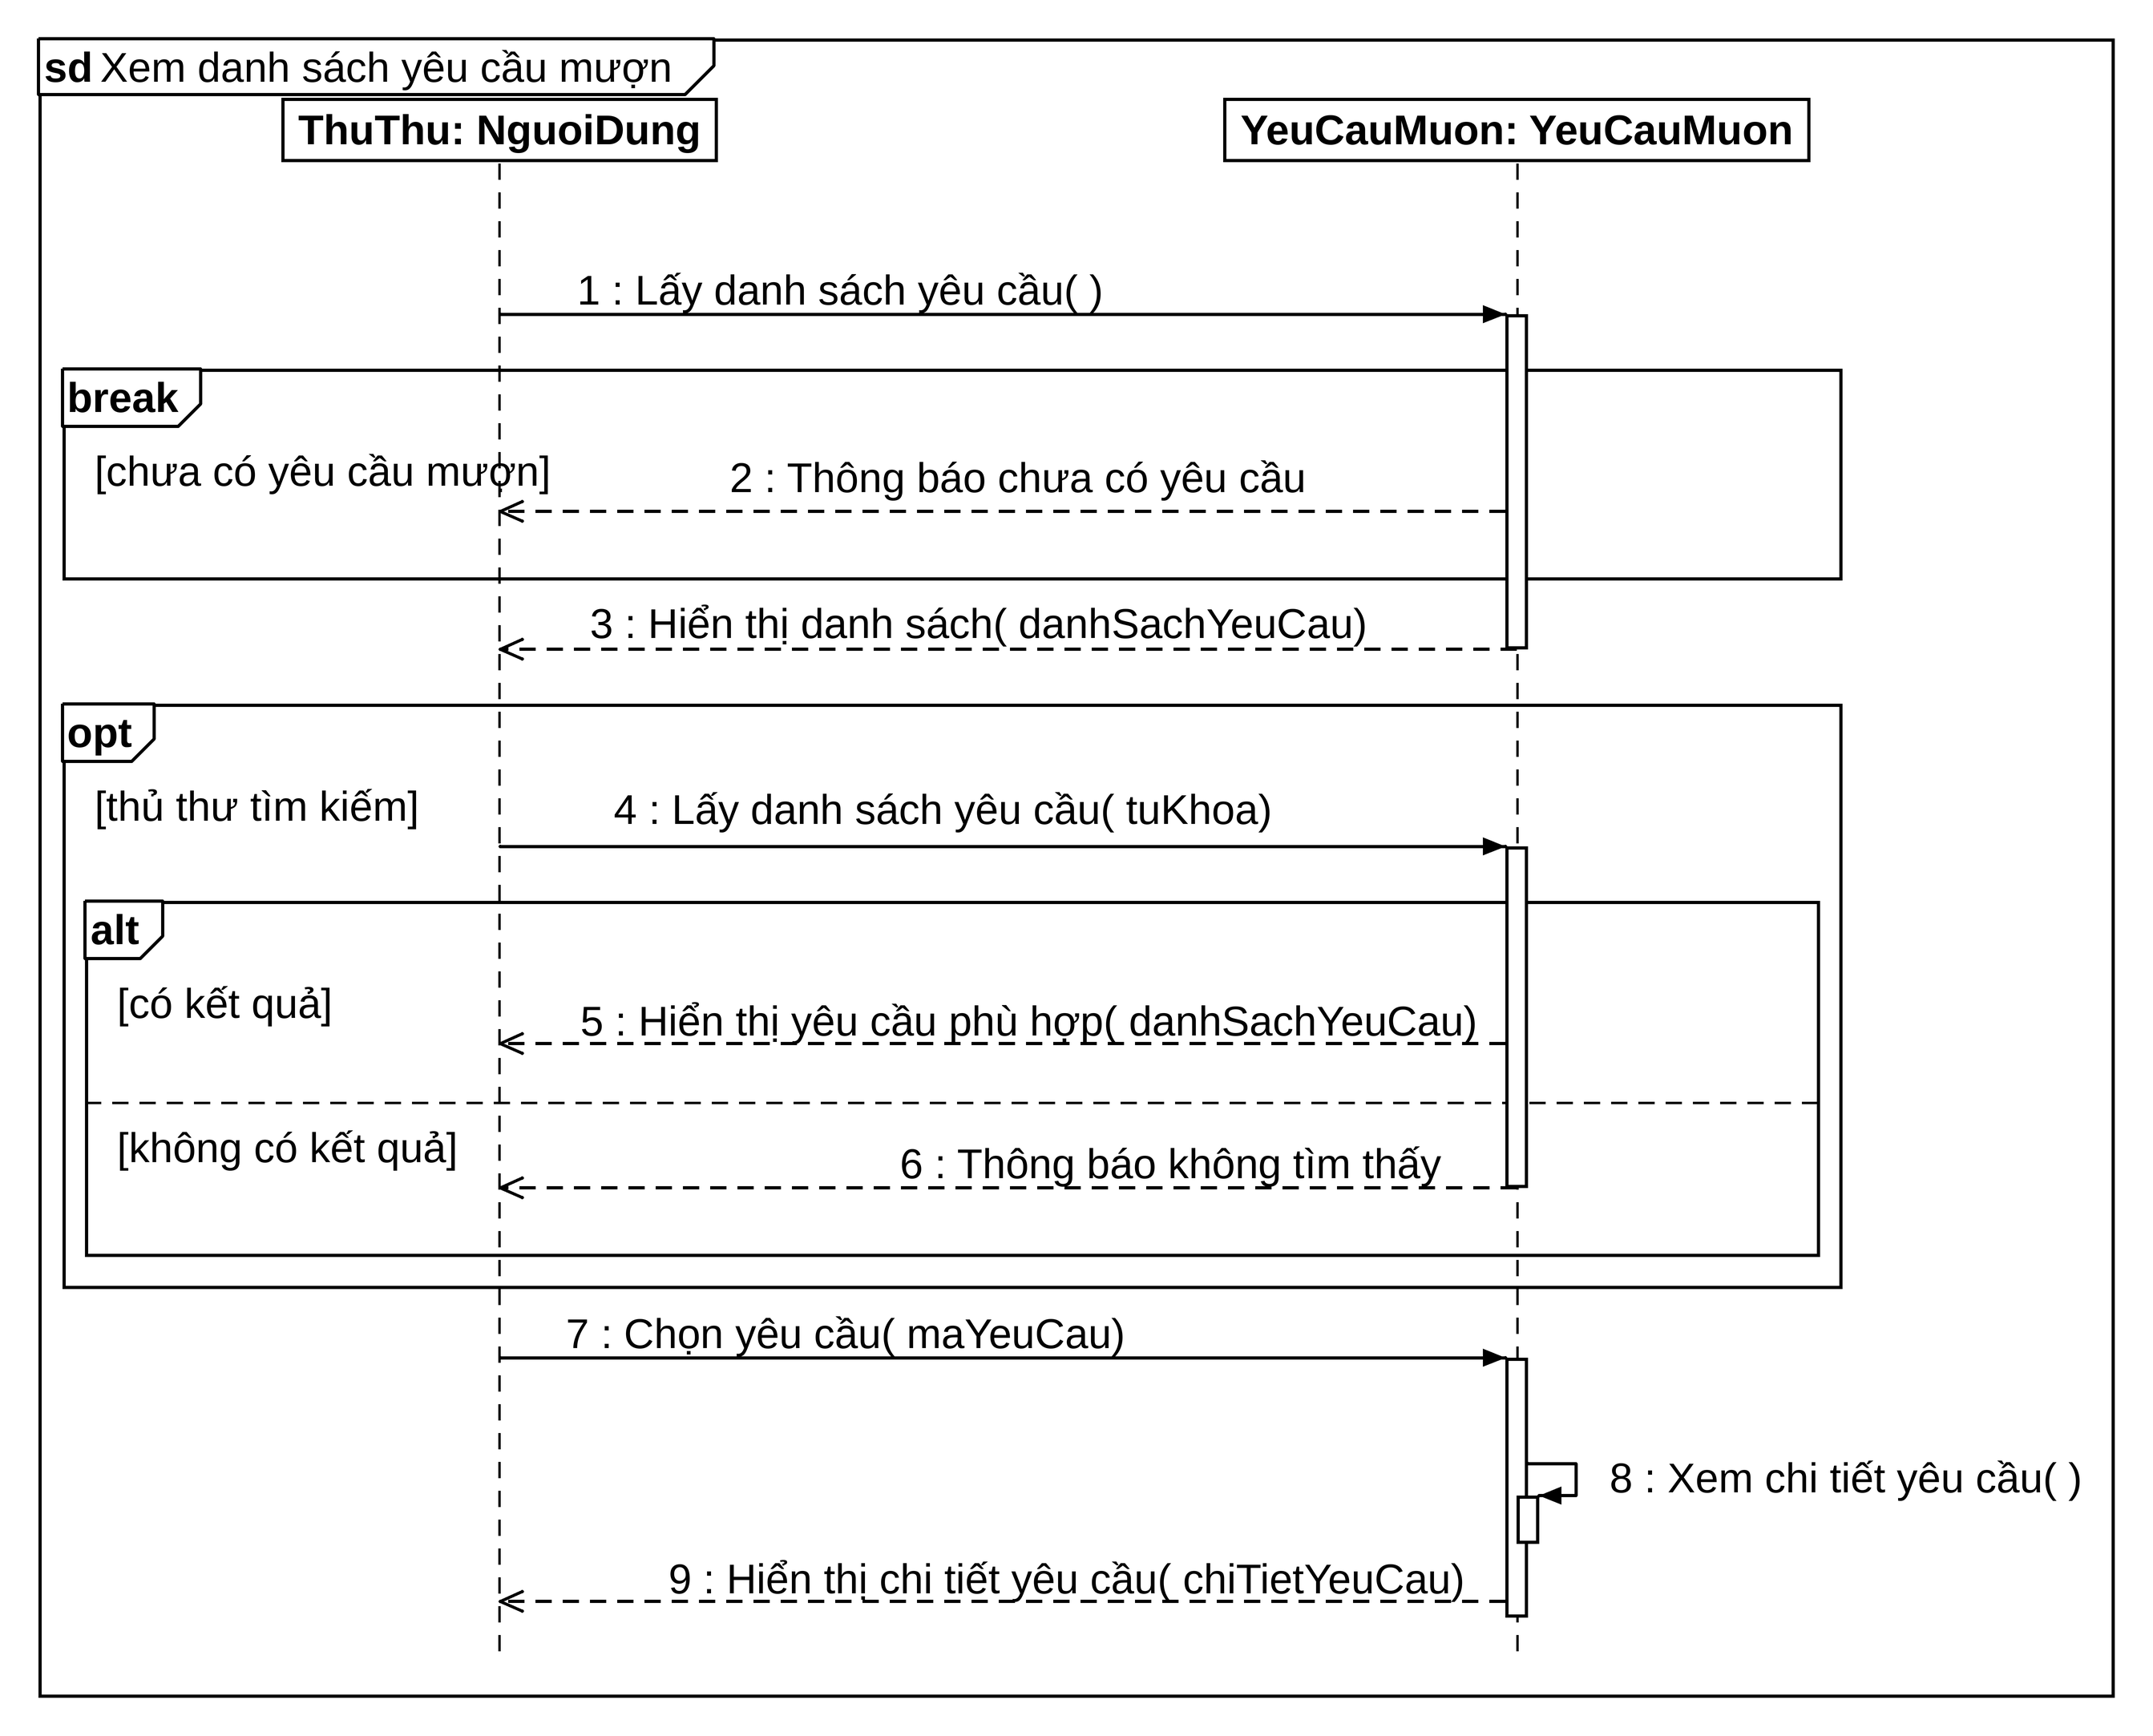 sd Xem danh sách yêu cầu mượn
ThuThu: NguoiDung
YeuCauMuon: YeuCauMuon
1 : Lấy danh sách yêu cầu( )
break
[chưa có yêu cầu mượn]
2 : Thông báo chưa có yêu cầu
3 : Hiển thị danh sách( danhSachYeuCau)
opt
[thủ thư tìm kiếm]
4 : Lấy danh sách yêu cầu( tuKhoa)
alt
[có kết quả]
5 : Hiển thị yêu cầu phù hợp( danhSachYeuCau)
[không có kết quả]
6 : Thông báo không tìm thấy
7 : Chọn yêu cầu( maYeuCau)
8 : Xem chi tiết yêu cầu( )
9 : Hiển thị chi tiết yêu cầu( chiTietYeuCau)